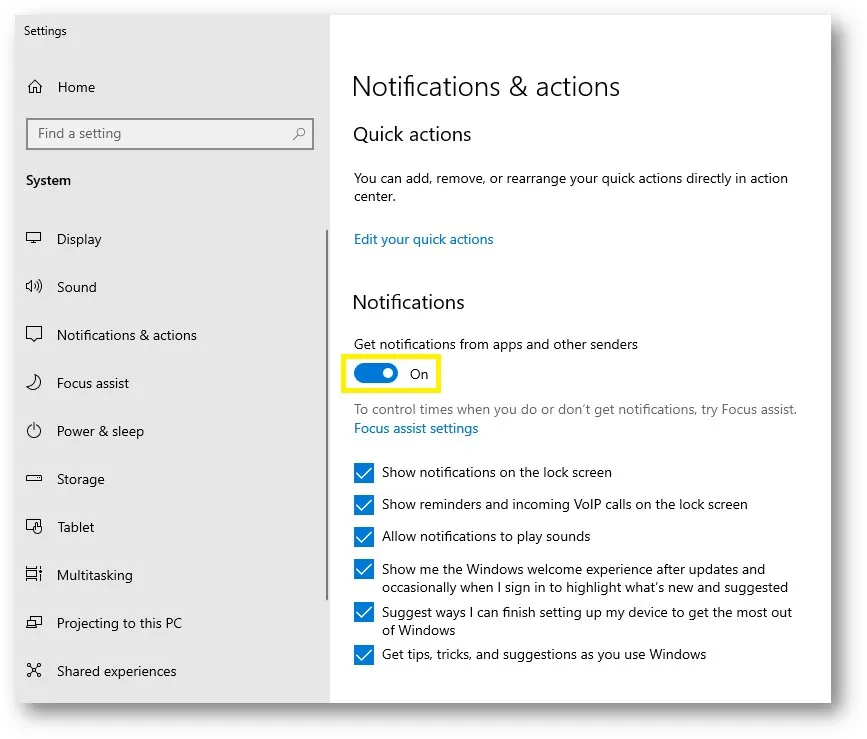 Settings
Home
Find a setting
System
Display
Sound
Notifications & actions
Focus assist
Power & sleep
Storage
Tablet
Multitasking
Projecting to this PC
Shared experiences
Notifications & actions
Quick actions
You can add, remove, or rearrange your quick actions directly in action
center.
Edit your quick actions
Notifications
Get notifications from apps and other senders
On
To control times when you do or don't get notifications, try Focus assist.
Focus assist settings
Show notifications on the lock screen
Show reminders and incoming VoIP calls on the lock screen
Allow notifications to play sounds
Show me the Windows welcome experience after updates and
occasionally when I sign in to highlight what's new and suggested
Suggest ways I can finish setting up my device to get the most out
of Windows
Get tips, tricks, and suggestions as you use Windows